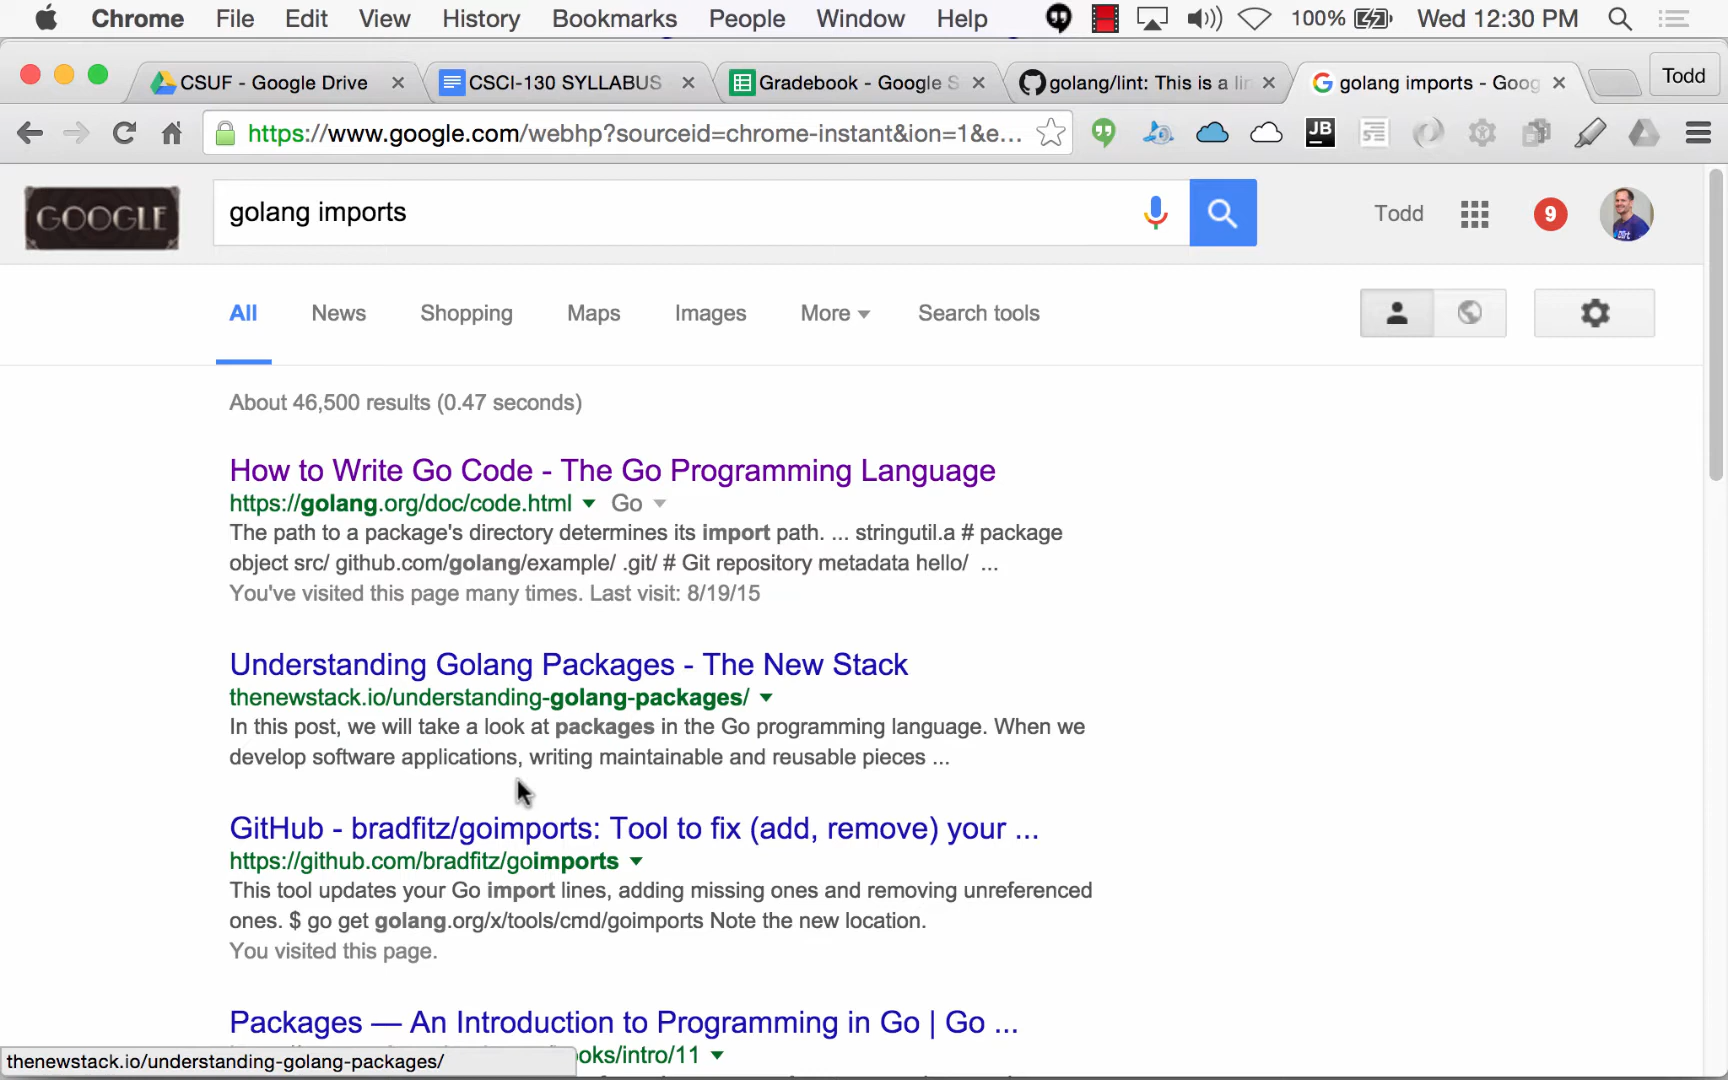 Chrome File Edit View History Bookmarks People Window Help 100% Wed 12:30 PM
CSUF - Google Drive CSCI-130 SYLLABUS Gradebook - Google S golang/lint: This is a lin golang imports - Goog Todd
https://www.google.com/webhp?sourceid=chrome-instant&ion=1&e... JB
GOOGLE golang imports Todd 9
All News Shopping Maps Images More Search tools
About 46,500 results (0.47 seconds)
How to Write Go Code - The Go Programming Language
https://golang.org/doc/code.html Go
The path to a package's directory determines its import path. ... stringutil.a # package
object src/ github.com/golang/example/ .git/ # Git repository metadata hello/ ...
You've visited this page many times. Last visit: 8/19/15
Understanding Golang Packages - The New Stack
thenewstack.io/understanding-golang-packages/
In this post, we will take a look at packages in the Go programming language. When we
develop software applications, writing maintainable and reusable pieces ...
GitHub - bradfitz/goimports: Tool to fix (add, remove) your ...
https://github.com/bradfitz/goimports
This tool updates your Go import lines, adding missing ones and removing unreferenced
ones. $ go get golang.org/x/tools/cmd/goimports Note the new location.
You visited this page.
Packages — An Introduction to Programming in Go | Go ...
ooks/intro/11
thenewstack.io/understanding-golang-packages/